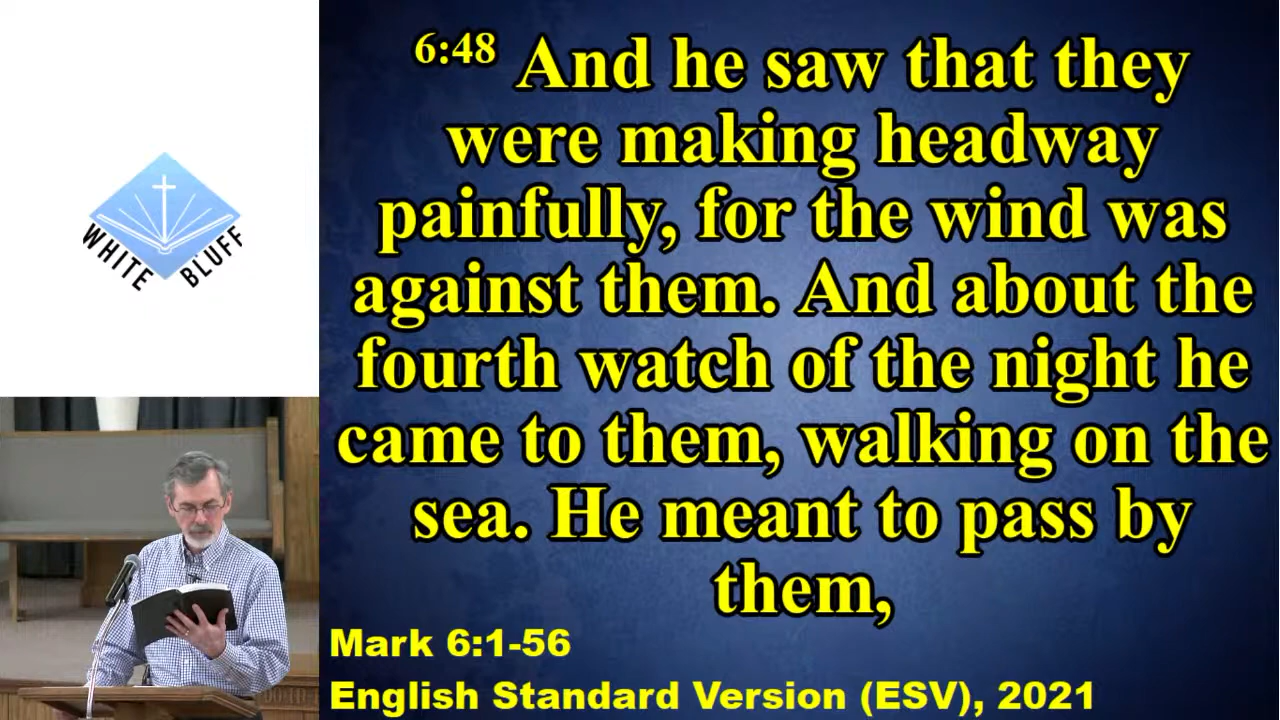 WHITE BLUFF
6:48 And he saw that they
were making headway
painfully, for the wind was
against them. And about the
fourth watch of the night he
came to them, walking on the
sea. He meant to pass by
them,
Mark 6:1-56
English Standard Version (ESV), 2021